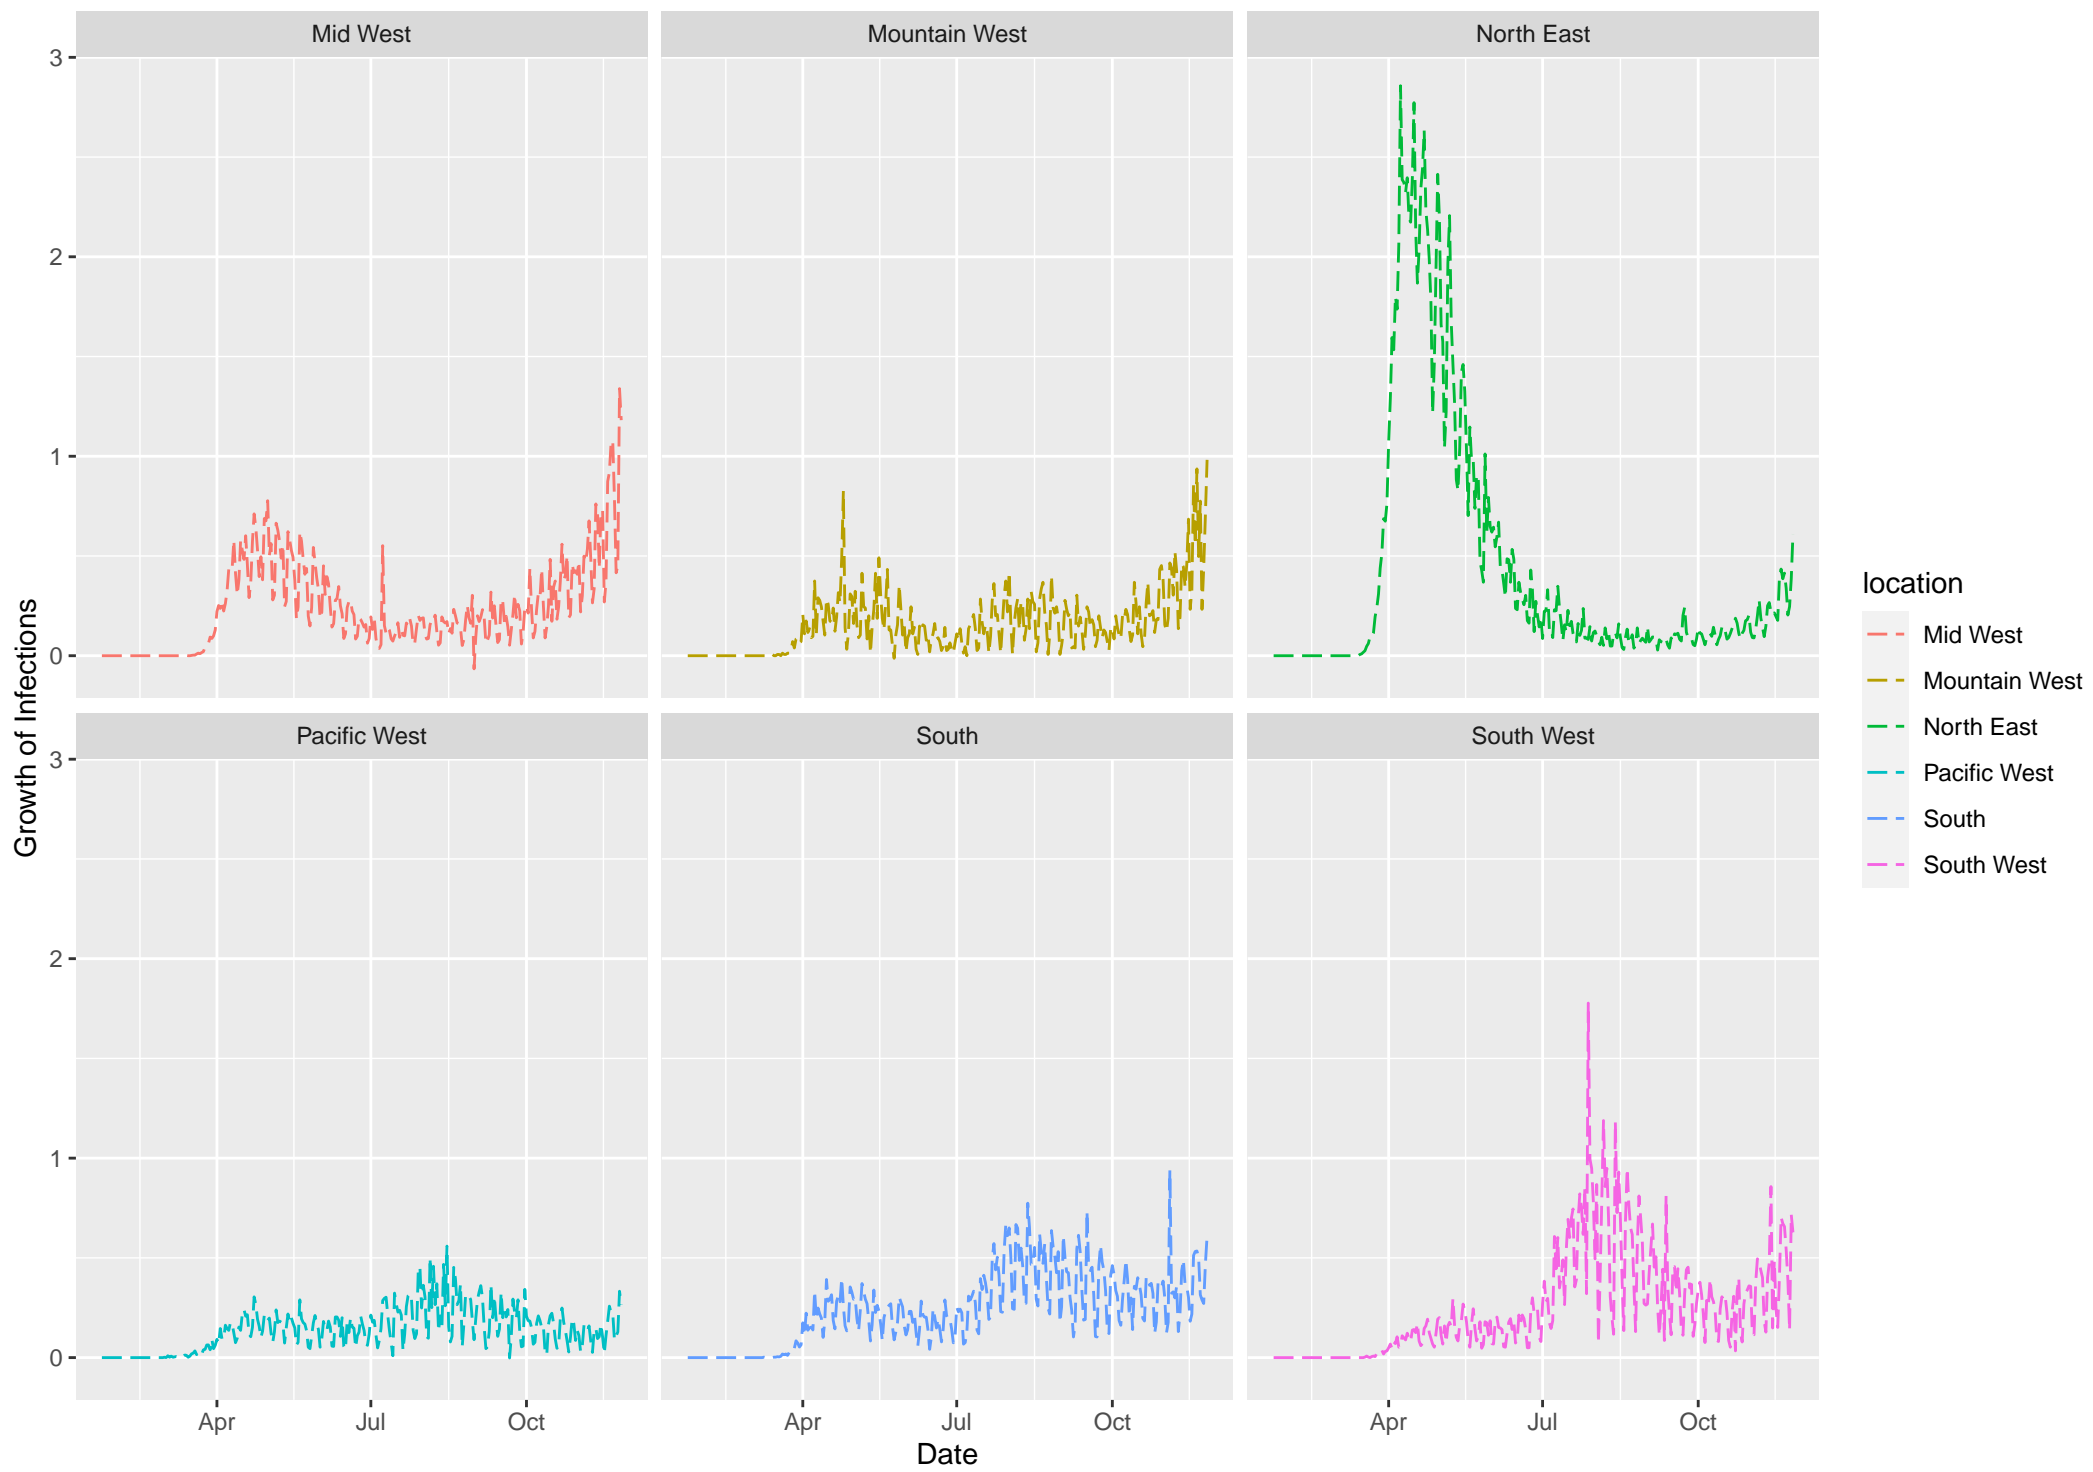 Mid West
Mountain West
North East
3
2
1
0
Pacific West
South
South West
3
2
1
0
Apr
Jul
Oct
Apr
Jul
Oct
Apr
Jul
Oct
Date
Growth of Infections
location
Mid West
Mountain West
North East
Pacific West
South
South West